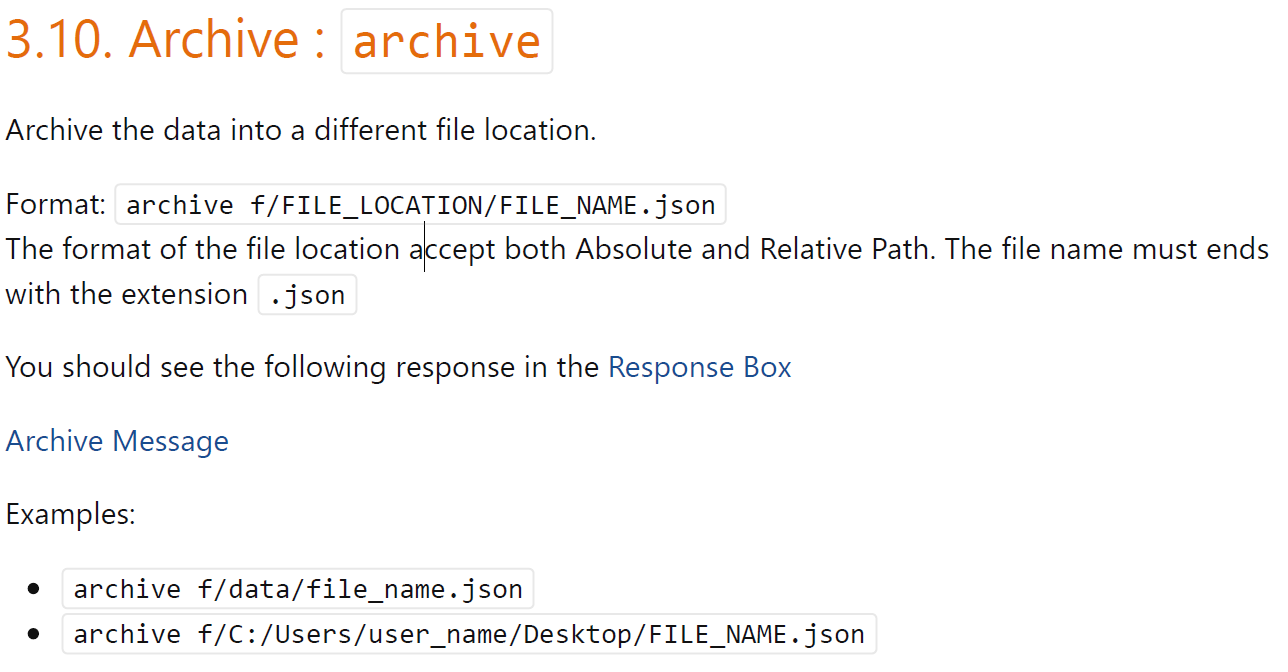 3.10. Archive : archive
Archive the data into a different file location.
Format: archive f/FILE_LOCATION/FILE_NAME.json
The format of the file location accept both Absolute and Relative Path. The file name must ends
with the extension .json
You should see the following response in the Response Box
Archive Message
Examples:
• archive f/data/file_name.json
• archive f/C:/Users/user_name/Desktop/FILE_NAME.json